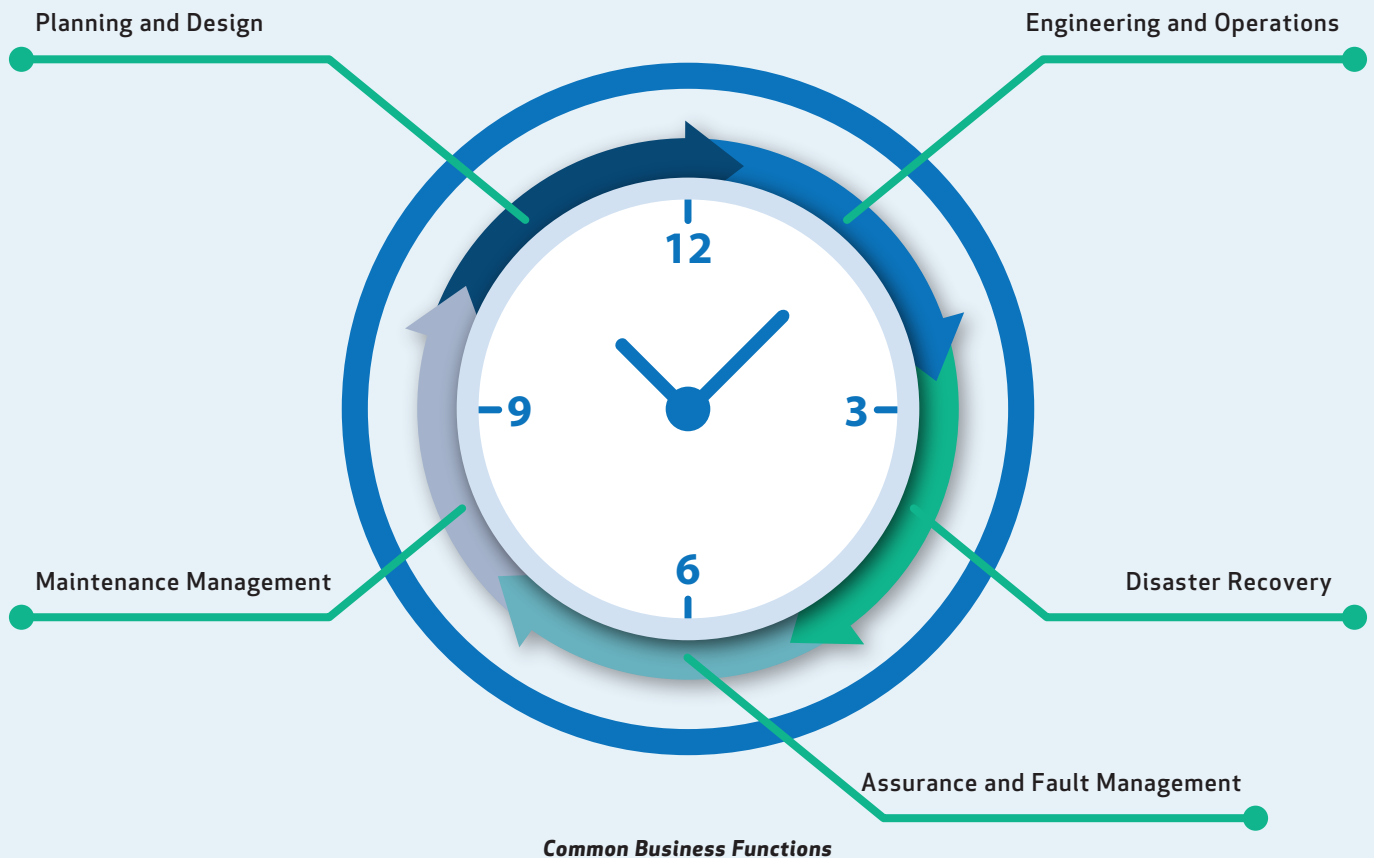 Planning and Design
Engineering and Operations
12
9
3
6
Maintenance Management
Disaster Recovery
Assurance and Fault Management
Common Business Functions